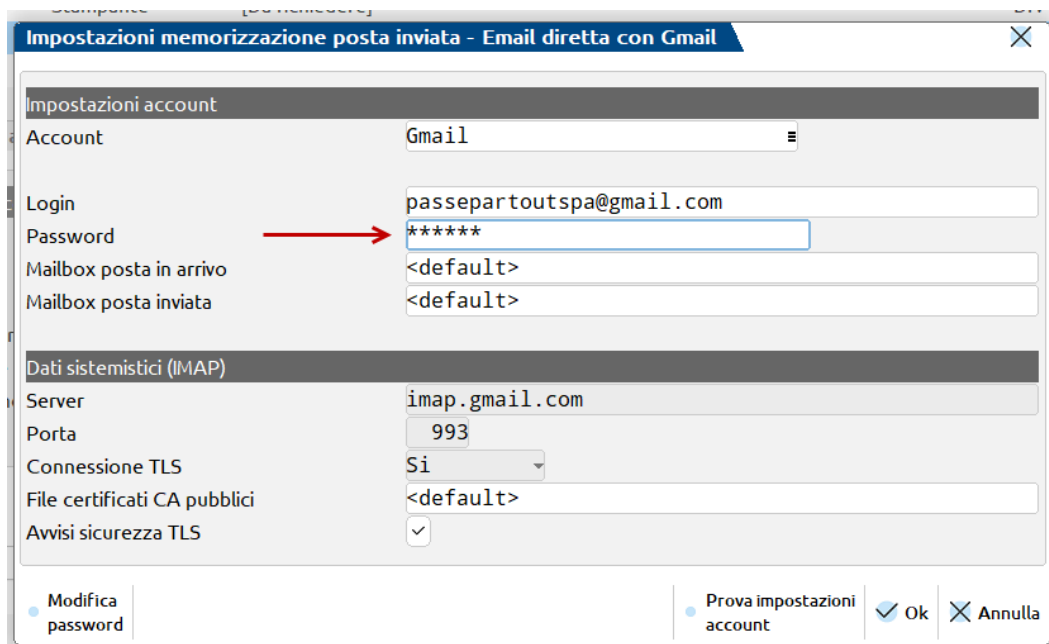 Impostazioni memorizzazione posta inviata - Email diretta con Gmail
Impostazioni account
Account Gmail
Login passepartoutspa@gmail.com
Password ******
Mailbox posta in arrivo <default>
Mailbox posta inviata <default>
Dati sistemistici (IMAP)
Server imap.gmail.com
Porta 993
Connessione TLS Si
File certificati CA pubblici <default>
Avvisi sicurezza TLS
Modifica password
Prova impostazioni account
Ok
Annulla